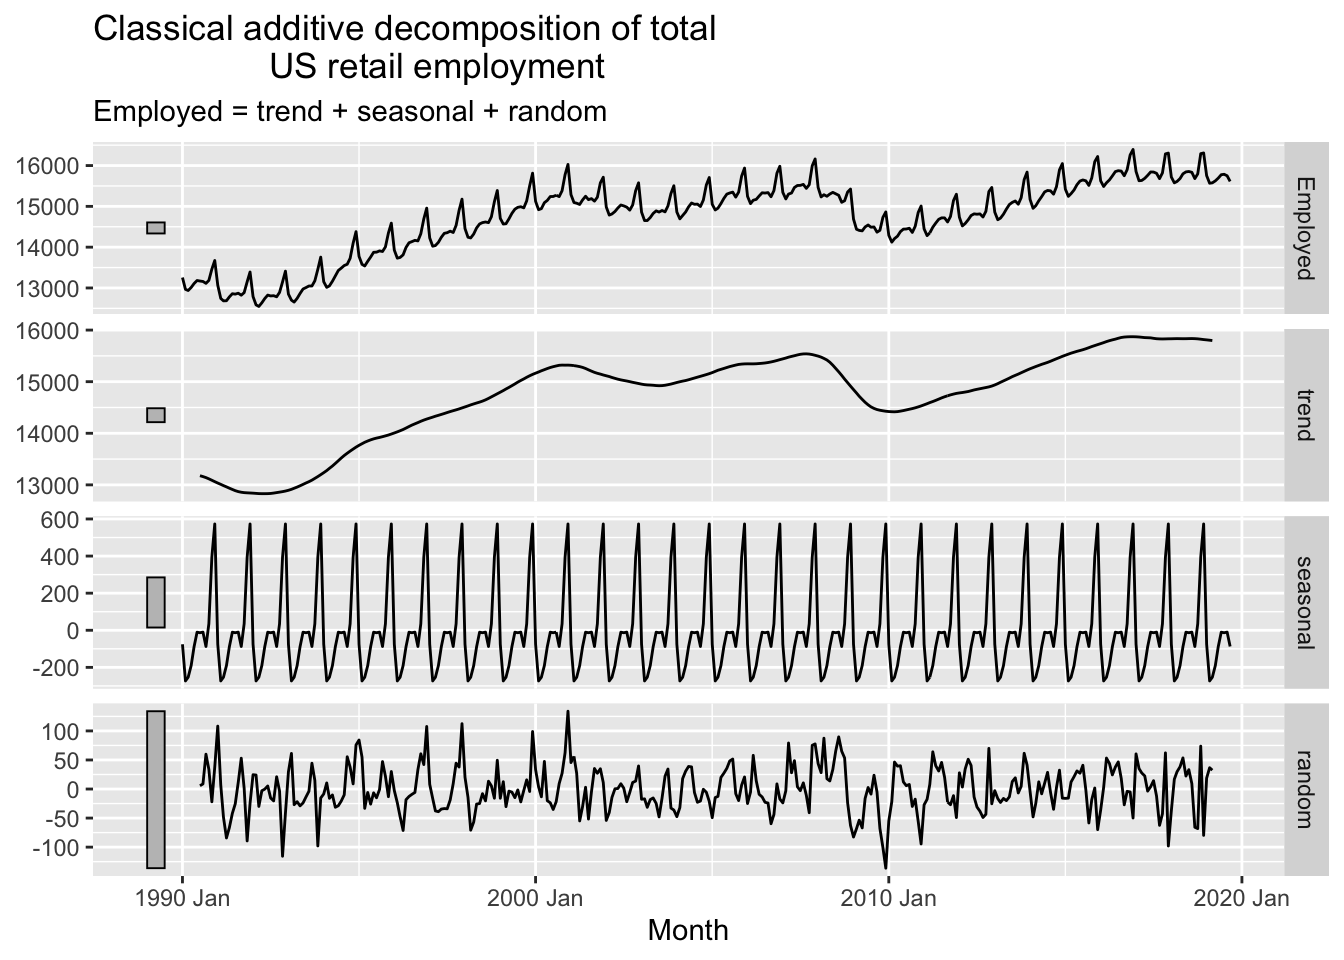 Classical additive decomposition of total
US retail employment
Employed = trend + seasonal + random
16000
15000
14000
13000
Employed
16000
15000
14000
13000
trend
600
400
200
0
-200
seasonal
100
50
0
-50
-100
random
1990 Jan
2000 Jan
2010 Jan
2020 Jan
Month